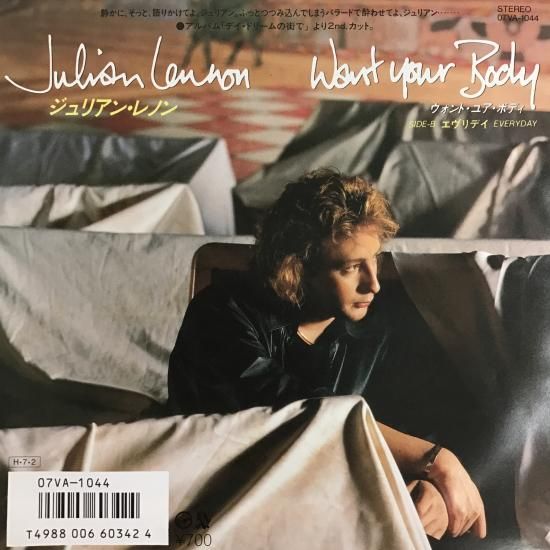 静かに、そっと、語りかけてよ、ジュリアン。ふっとつつみ込んでしまうバラードで酔わせてよ、ジュリアン……
●アルバム「デイ・ドリームの街で」より2nd.カット。
STEREO
07VA-1044
Julian Lennon Want your Body
ジュリアン・レノン
ウォント・ユア・ボディ
SIDE-B エヴリデイ EVERYDAY
H-7-2
07VA-1044
T4988 006 60342 4
¥700